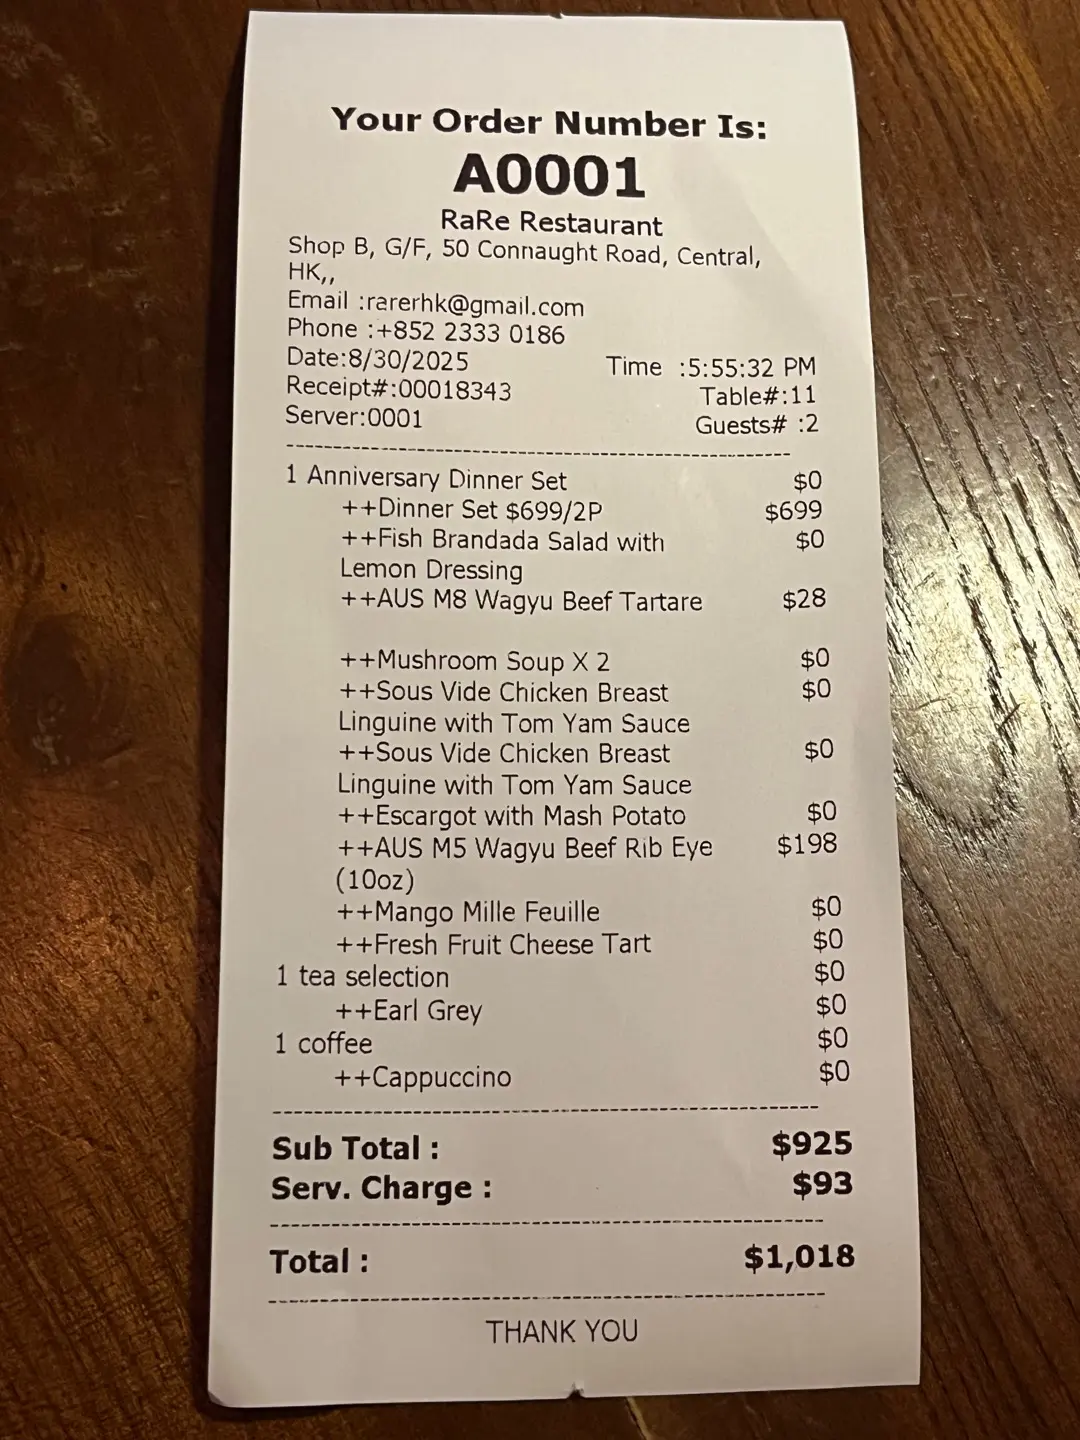 Your Order Number Is:
A0001
RaRe Restaurant
Shop B, G/F, 50 Connaught Road, Central,
HK,,
Email :rarerhk@gmail.com
Phone :+852 2333 0186
Date:8/30/2025 Time :5:55:32 PM
Receipt#:00018343 Table#:11
Server:0001 Guests# :2
1 Anniversary Dinner Set $0
++Dinner Set $699/2P $699
++Fish Brandada Salad with $0
Lemon Dressing
++AUS M8 Wagyu Beef Tartare $28
++Mushroom Soup X 2 $0
++Sous Vide Chicken Breast $0
Linguine with Tom Yam Sauce
++Sous Vide Chicken Breast $0
Linguine with Tom Yam Sauce
++Escargot with Mash Potato $0
++AUS M5 Wagyu Beef Rib Eye $198
(10oz)
++Mango Mille Feuille $0
++Fresh Fruit Cheese Tart $0
1 tea selection $0
++Earl Grey $0
1 coffee $0
++Cappuccino $0
Sub Total : $925
Serv. Charge : $93
Total : $1,018
THANK YOU